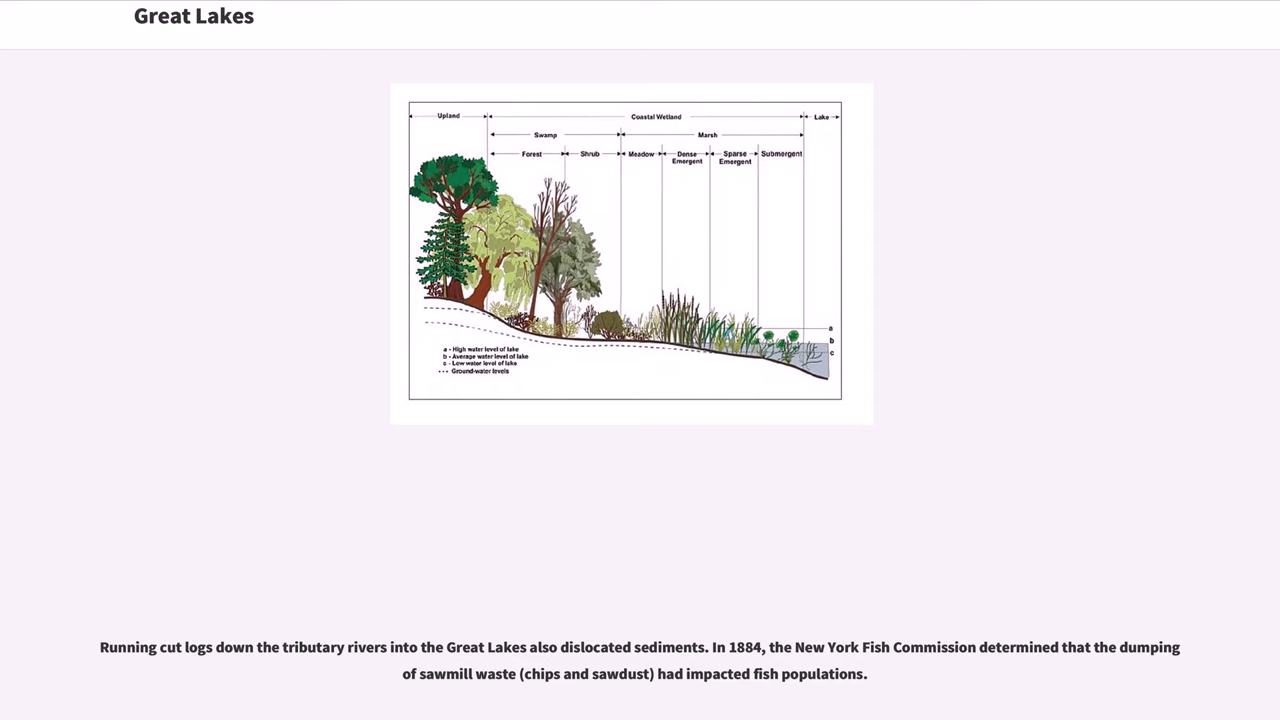 Great Lakes
Upland Coastal Wetland Lake
Swamp Marsh
Forest Shrub Meadow Dense Emergent Sparse Emergent Submergent
a
b
c
a - High water level of lake
b - Average water level of lake
c - Low water level of lake
Ground-water levels
Running cut logs down the tributary rivers into the Great Lakes also dislocated sediments. In 1884, the New York Fish Commission determined that the dumping
of sawmill waste (chips and sawdust) had impacted fish populations.